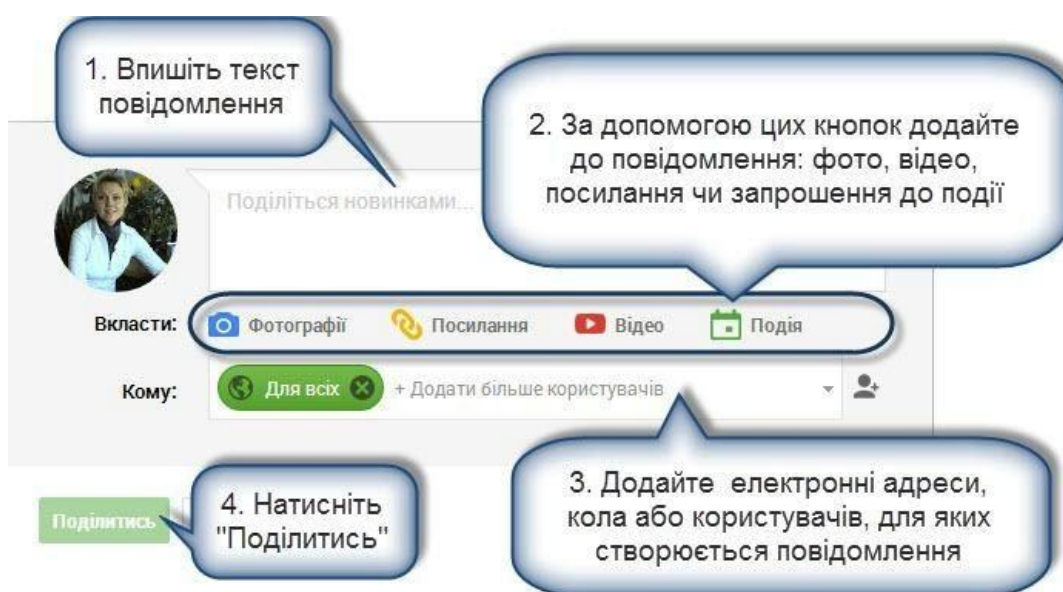 1. Впишіть текст
повідомлення
2. За допомогою цих кнопок додайте
до повідомлення: фото, відео,
посилання чи запрошення до події
Поділіться новинками...
Вкласти: Фотографії Посилання Відео Подія
Кому: Для всіх + Додати більше користувачів
3. Додайте електронні адреси,
кола або користувачів, для яких
створюється повідомлення
Поділитись
4. Натисніть
"Поділитись"